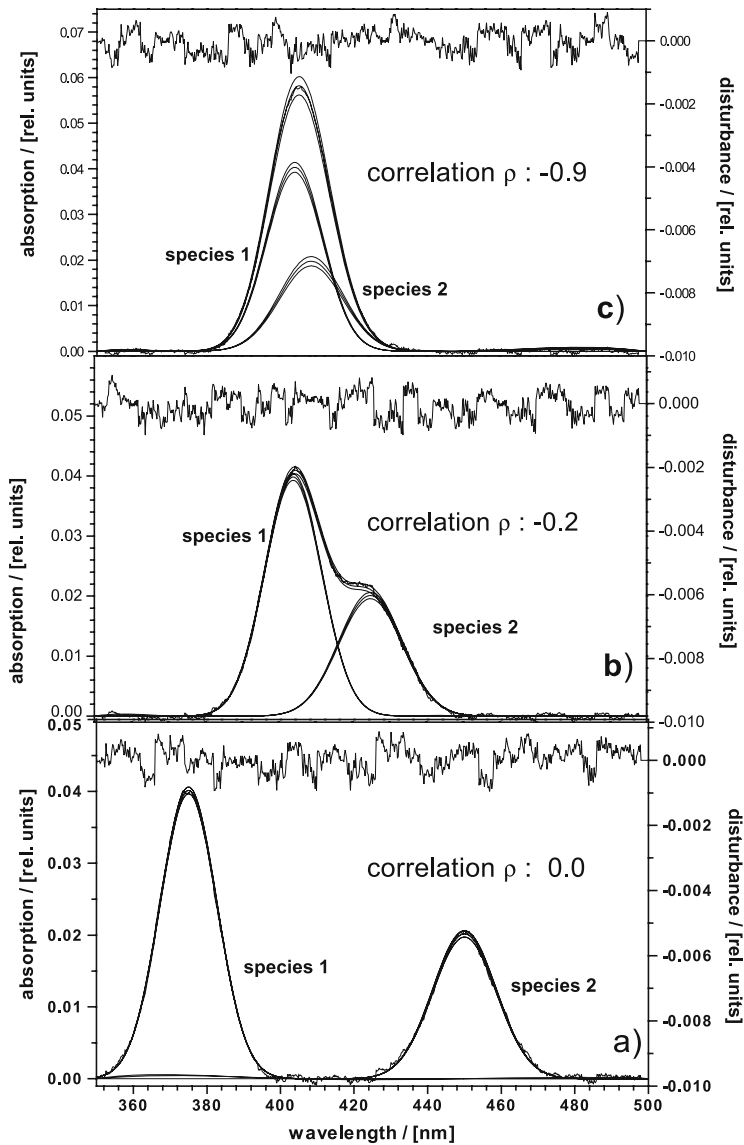 0.07
0.06
0.05
0.04
0.03
0.02
0.01
0.00
absorption / [rel. units]
0.000
-0.002
-0.004
-0.006
-0.008
-0.010
disturbance / [rel. units]
correlation ρ : -0.9
species 1
species 2
c)
0.05
0.04
0.03
0.02
0.01
0.00
absorption / [rel. units]
0.000
-0.002
-0.004
-0.006
-0.008
-0.010
disturbance / [rel. units]
correlation ρ : -0.2
species 1
species 2
b)
0.05
0.04
0.03
0.02
0.01
0.00
absorption / [rel. units]
0.000
-0.002
-0.004
-0.006
-0.008
-0.010
disturbance / [rel. units]
correlation ρ : 0.0
species 1
species 2
a)
360 380 400 420 440 460 480 500
wavelength / [nm]